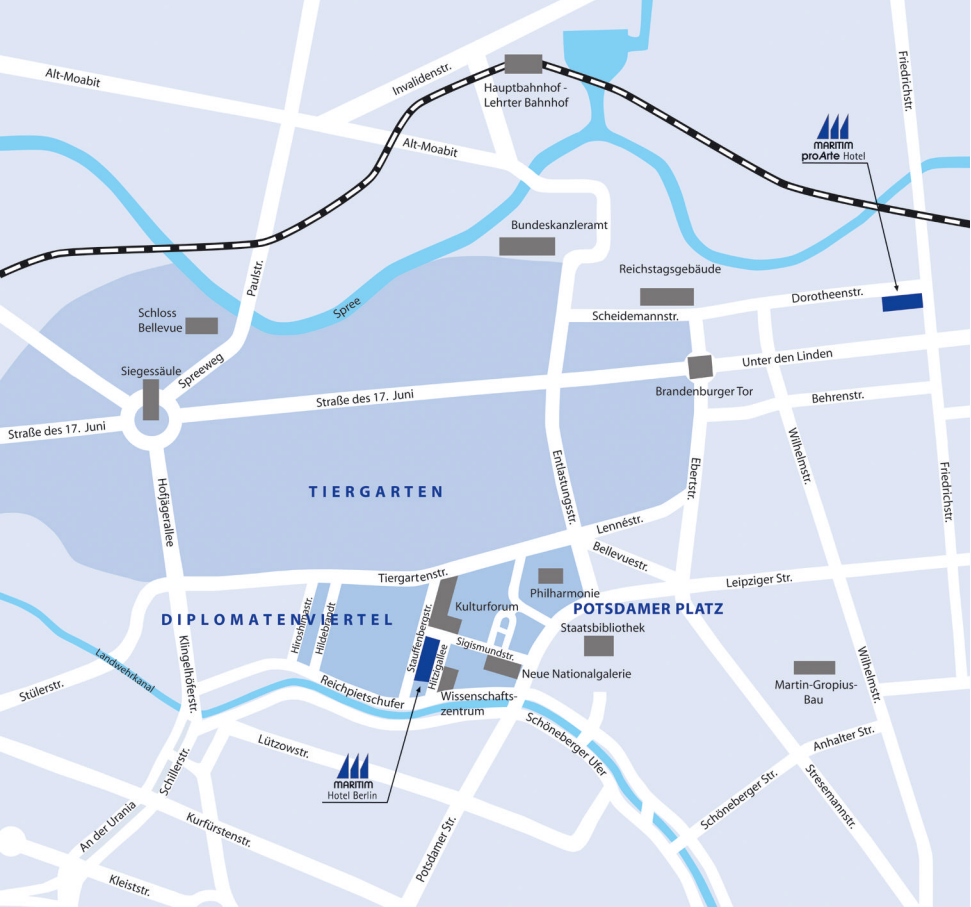 Alt-Moabit
Invalidenstr.
Hauptbahnhof -
Lehrter Bahnhof
Friedrichstr.
MARITIM
proArte Hotel
Alt-Moabit
Bundeskanzleramt
Paulstr.
Reichstagsgebäude
Dorotheenstr.
Schloss
Bellevue
Spree
Scheidemannstr.
Siegessäule
Spreeweg
Unter den Linden
Brandenburger Tor
Straße des 17. Juni
Behrenstr.
Straße des 17. Juni
Wilhelmstr.
Hofjägerallee
TIERGARTEN
Entlastungsstr.
Ebertstr.
Friedrichstr.
Lennéstr.
Bellevuestr.
Tiergartenstr.
Leipziger Str.
Philharmonie
Kulturforum
POTSDAMER PLATZ
DIPLOMATENVIERTEL
Hiroshimastr.
Hildebrandt
Stauffenbergstr.
Hitzigallee
Sigismundstr.
Staatsbibliothek
Landwehrkanal
Klingelhöferstr.
Neue Nationalgalerie
Wilhelmstr.
Stülerstr.
Reichpietschufer
Wissenschafts-
zentrum
Martin-Gropius-
Bau
Schöneberger Ufer
Anhalter Str.
Lützowstr.
Schillerstr.
MARITIM
Hotel Berlin
Schöneberger Str.
Stresemannstr.
An der Urania
Kurfürstenstr.
Potsdamer Str.
Kleiststr.